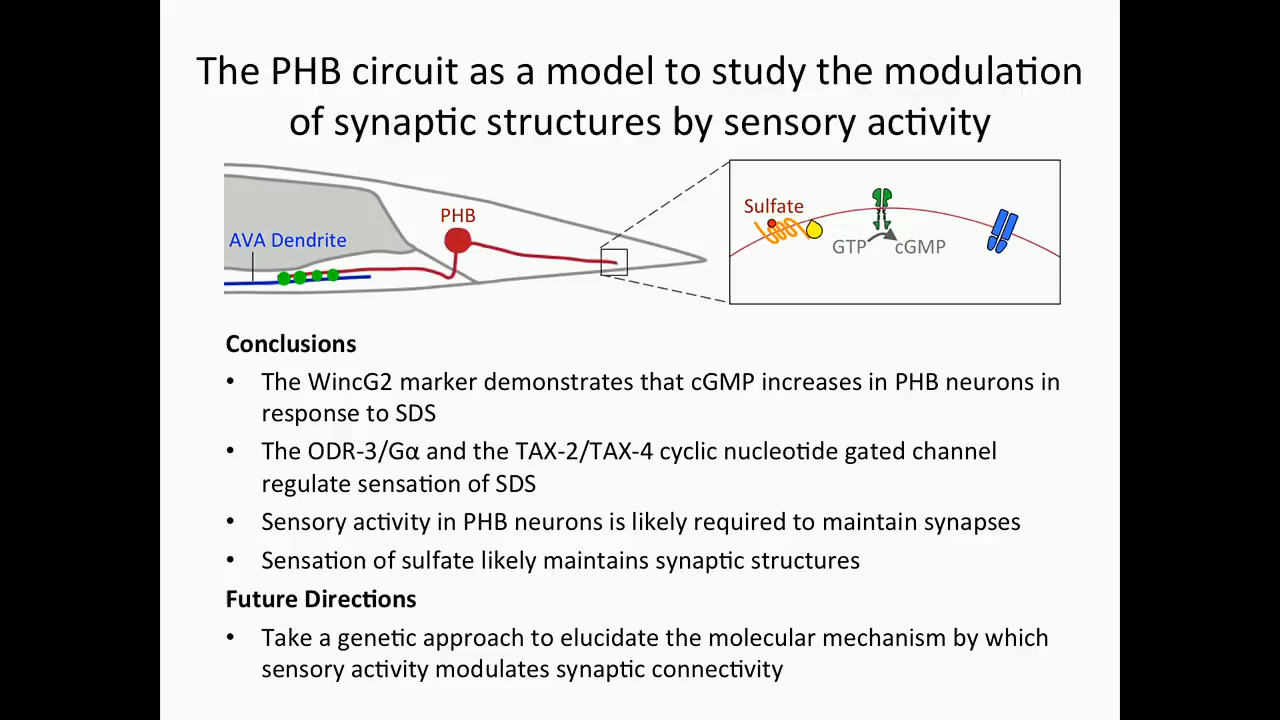 The PHB circuit as a model to study the modulation
of synaptic structures by sensory activity
PHB
AVA Dendrite
Sulfate
GTP
cGMP
Conclusions
• The WincG2 marker demonstrates that cGMP increases in PHB neurons in
response to SDS
• The ODR-3/Gα and the TAX-2/TAX-4 cyclic nucleotide gated channel
regulate sensation of SDS
• Sensory activity in PHB neurons is likely required to maintain synapses
• Sensation of sulfate likely maintains synaptic structures
Future Directions
• Take a genetic approach to elucidate the molecular mechanism by which
sensory activity modulates synaptic connectivity